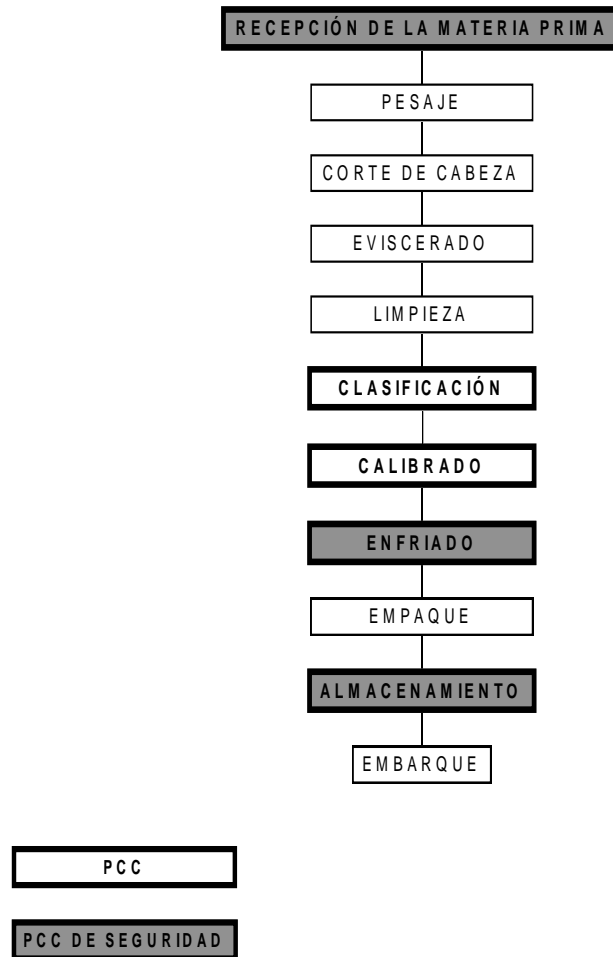 RECEPCIÓN DE LA MATERIA PRIMA
PESAJE
CORTE DE CABEZA
EVISCERADO
LIMPIEZA
CLASIFICACIÓN
CALIBRADO
ENFRIADO
EMPAQUE
ALMACENAMIENTO
EMBARQUE
PCC
PCC DE SEGURIDAD